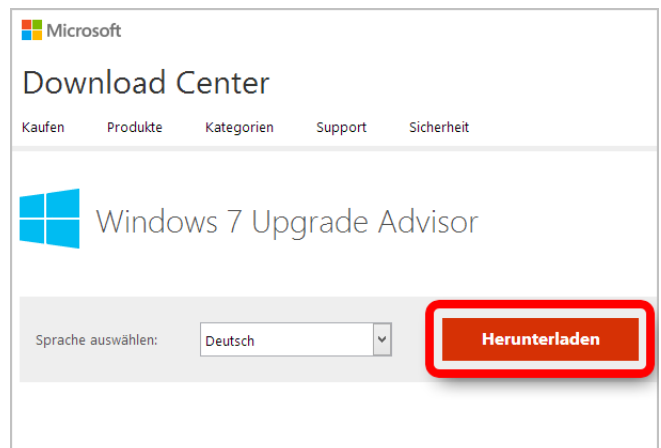 Microsoft
Download Center
Kaufen Produkte Kategorien Support Sicherheit
Windows 7 Upgrade Advisor
Sprache auswählen: Deutsch Herunterladen